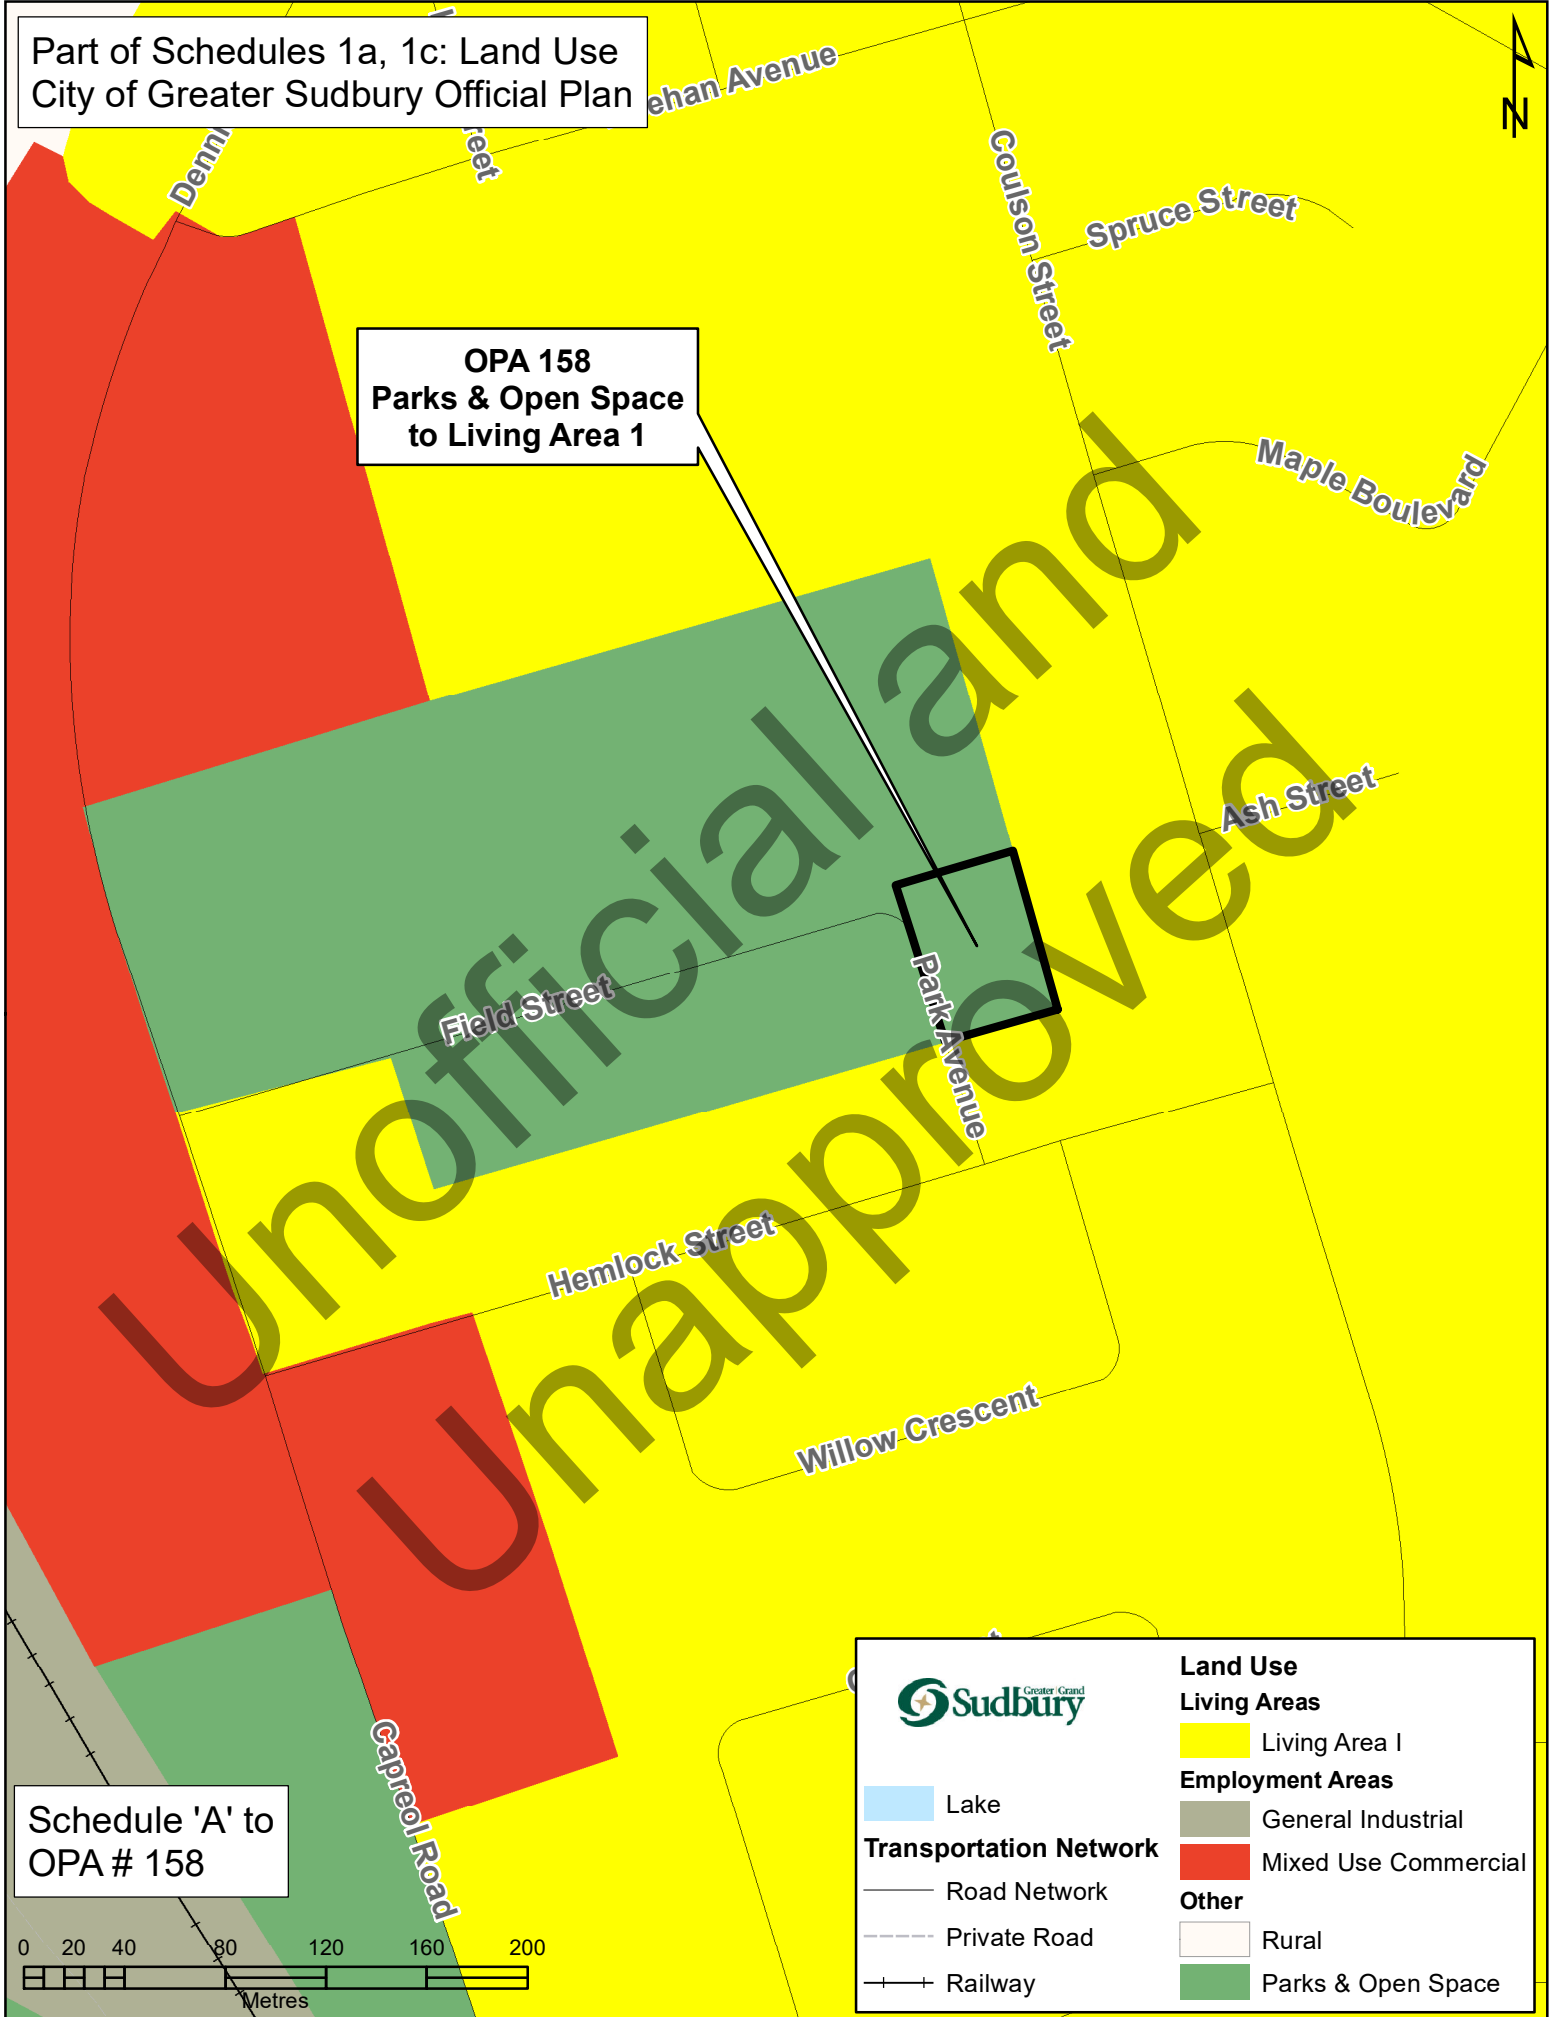 Part of Schedules 1a, 1c: Land Use
City of Greater Sudbury Official Plan
ehan Avenue
Denni
reet
N
Coulson Street
Spruce Street
OPA 158
Parks & Open Space
to Living Area 1
Maple Boulevard
Unofficial and
Unapproved
Ash Street
Field Street
Park Avenue
Hemlock Street
Willow Crescent
Capreol Road
Schedule 'A' to
OPA # 158
0 20 40 80 120 160 200
Metres
Greater | Grand
Sudbury
Lake
Transportation Network
Road Network
Private Road
Railway
Land Use
Living Areas
Living Area I
Employment Areas
General Industrial
Mixed Use Commercial
Other
Rural
Parks & Open Space